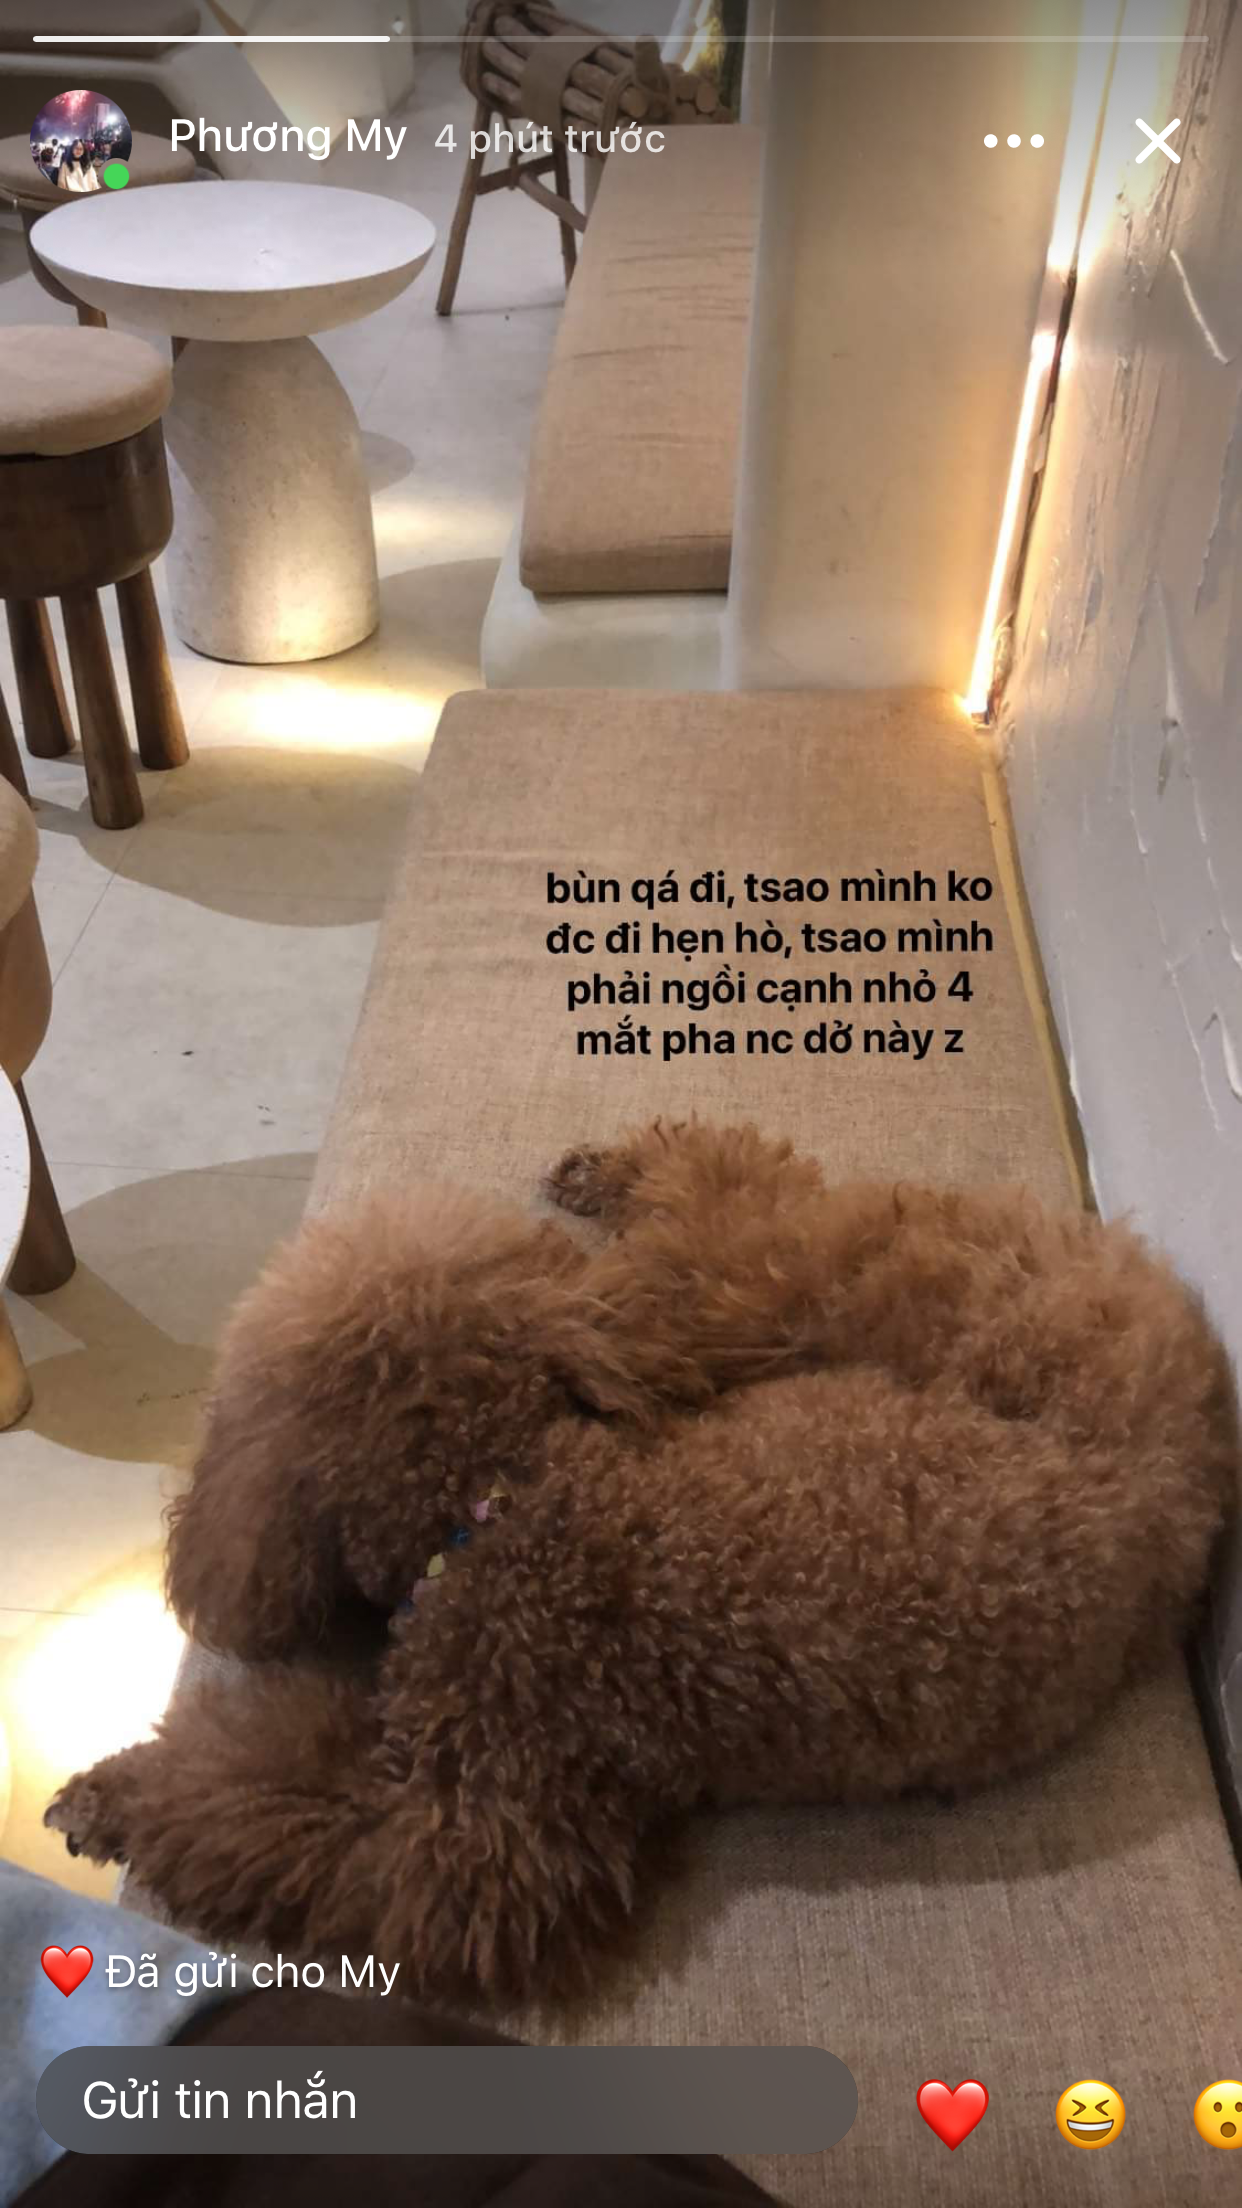 Phương My 4 phút trước
bùn qá đi, tsao mình ko
đc đi hẹn hò, tsao mình
phải ngồi cạnh nhỏ 4
mắt pha nc dở này z
❤️ Đã gửi cho My
Gửi tin nhắn